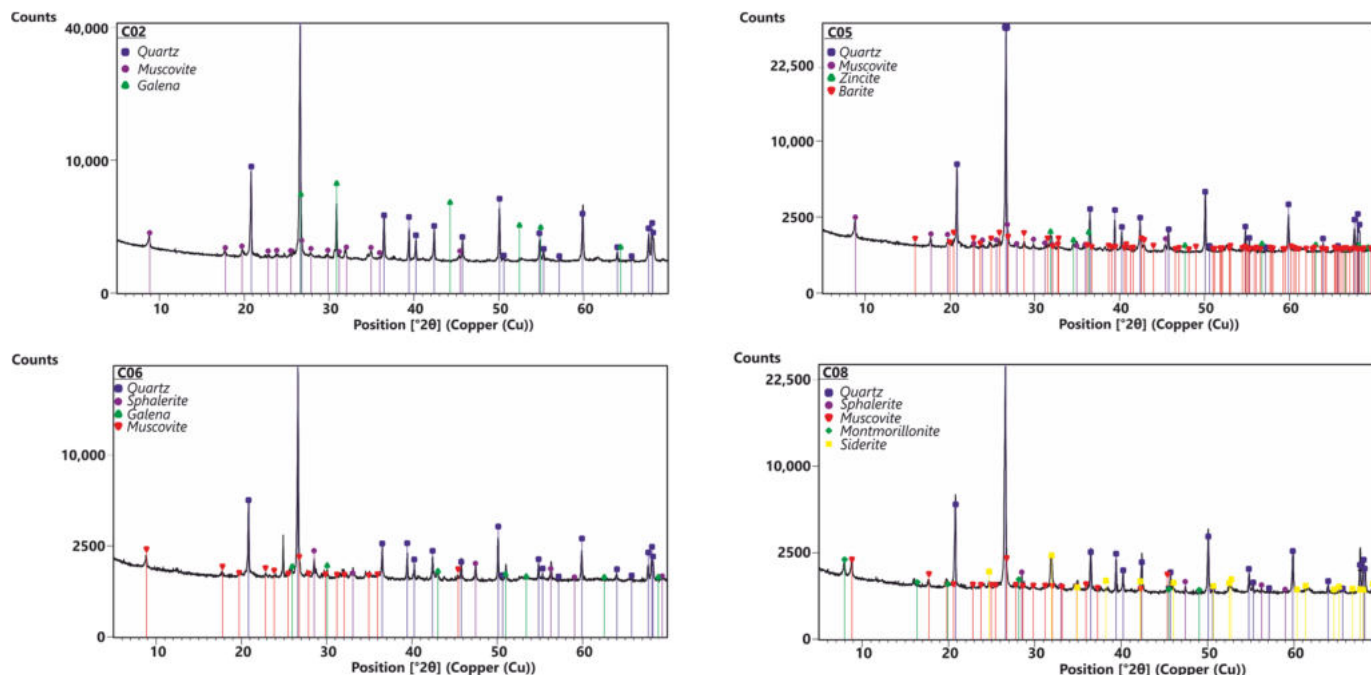 Counts
40,000
C02
Quartz
Muscovite
Galena
10,000
0
10 20 30 40 50 60
Position [°2θ] (Copper (Cu))
Counts
C05
Quartz
22,500
Muscovite
Zincite
Barite
10,000
2500
0
10 20 30 40 50 60
Position [°2θ] (Copper (Cu))
Counts
C06
Quartz
Sphalerite
Galena
Muscovite
10,000
2500
0
10 20 30 40 50 60
Position [°2θ] (Copper (Cu))
Counts
C08
22,500
Quartz
Sphalerite
Muscovite
Montmorillonite
Siderite
10,000
2500
0
10 20 30 40 50 60
Position [°2θ] (Copper (Cu))